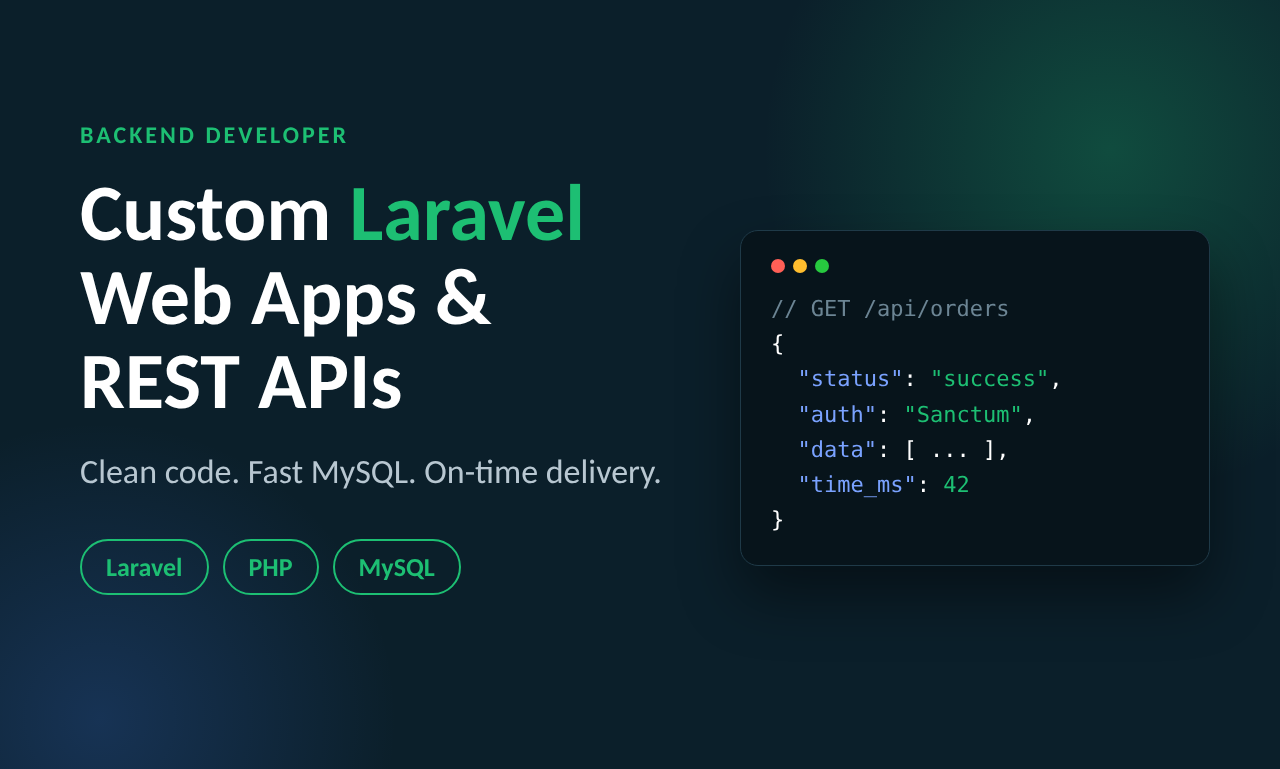 BACKEND DEVELOPER
Custom Laravel
Web Apps &
REST APIs
Clean code. Fast MySQL. On-time delivery.
Laravel
PHP
MySQL
// GET /api/orders
{
"status": "success",
"auth": "Sanctum",
"data": [ ... ],
"time_ms": 42
}